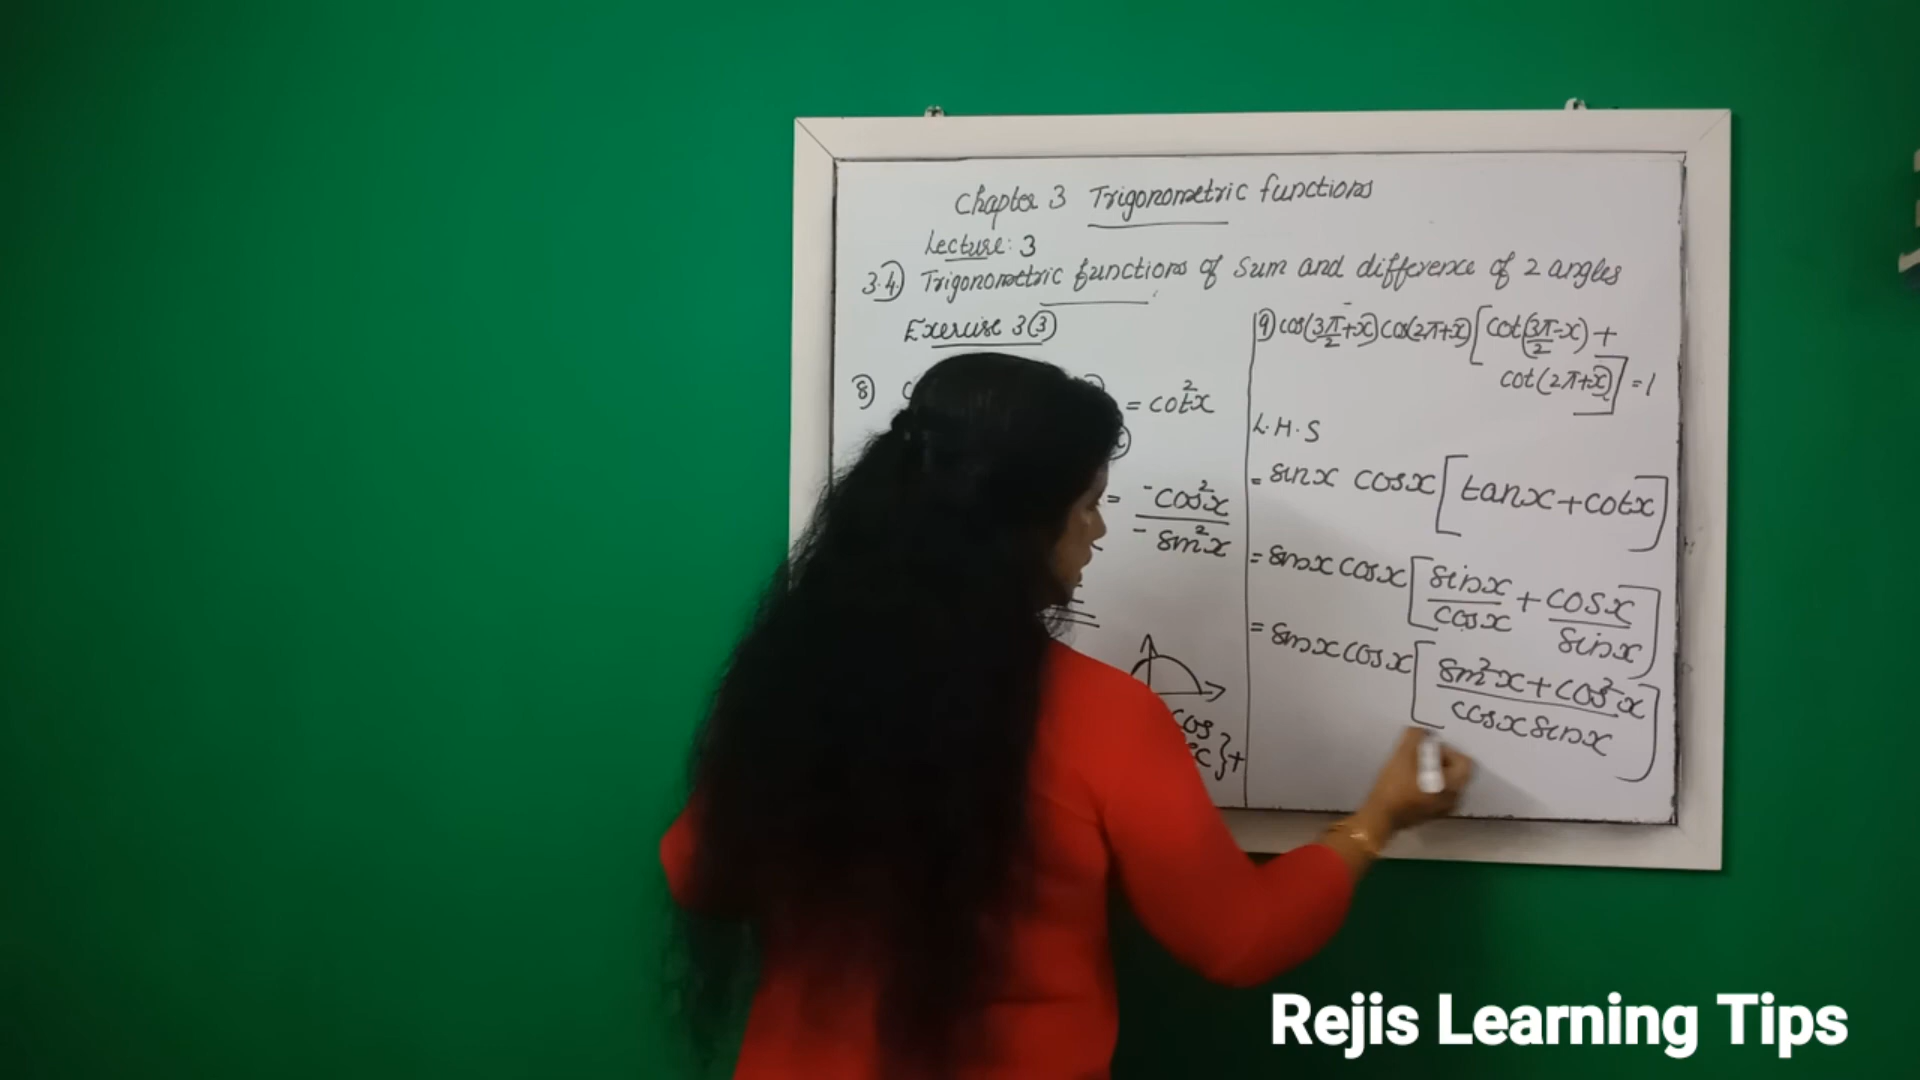 Chapter 3 Trigonometric functions
Lecture: 3
3.4) Trigonometric functions of Sum and difference of 2 angles
Exercise 3(3)
8)
= cot²x
= -cos²x / -sin²x
cos
} +
9) cos(3π/2+x) cos(2π+x) [cot(3π/2-x) +
cot(2π+x)] = 1
L.H.S
= sinx cosx [tanx + cotx]
= sinx cosx [sinx/cosx + cosx/sinx]
= sinx cosx [sin²x + cos²x / cosx sinx]
Rejis Learning Tips